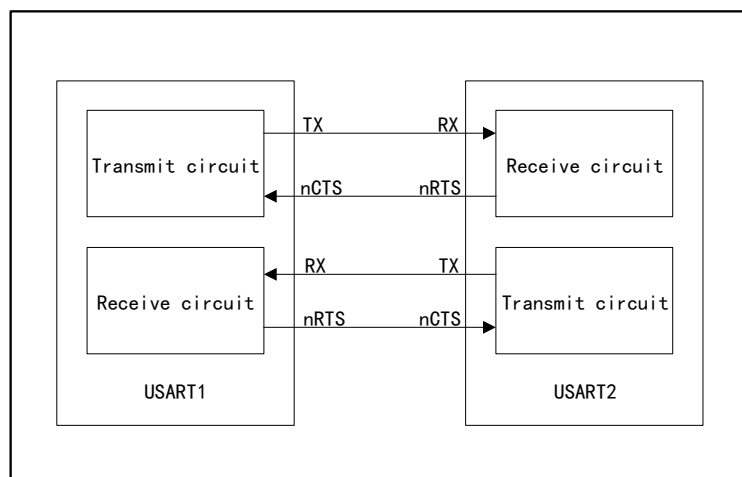 TX RX
Transmit circuit Receive circuit
nCTS nRTS
RX TX
Receive circuit Transmit circuit
nRTS nCTS
USART1 USART2